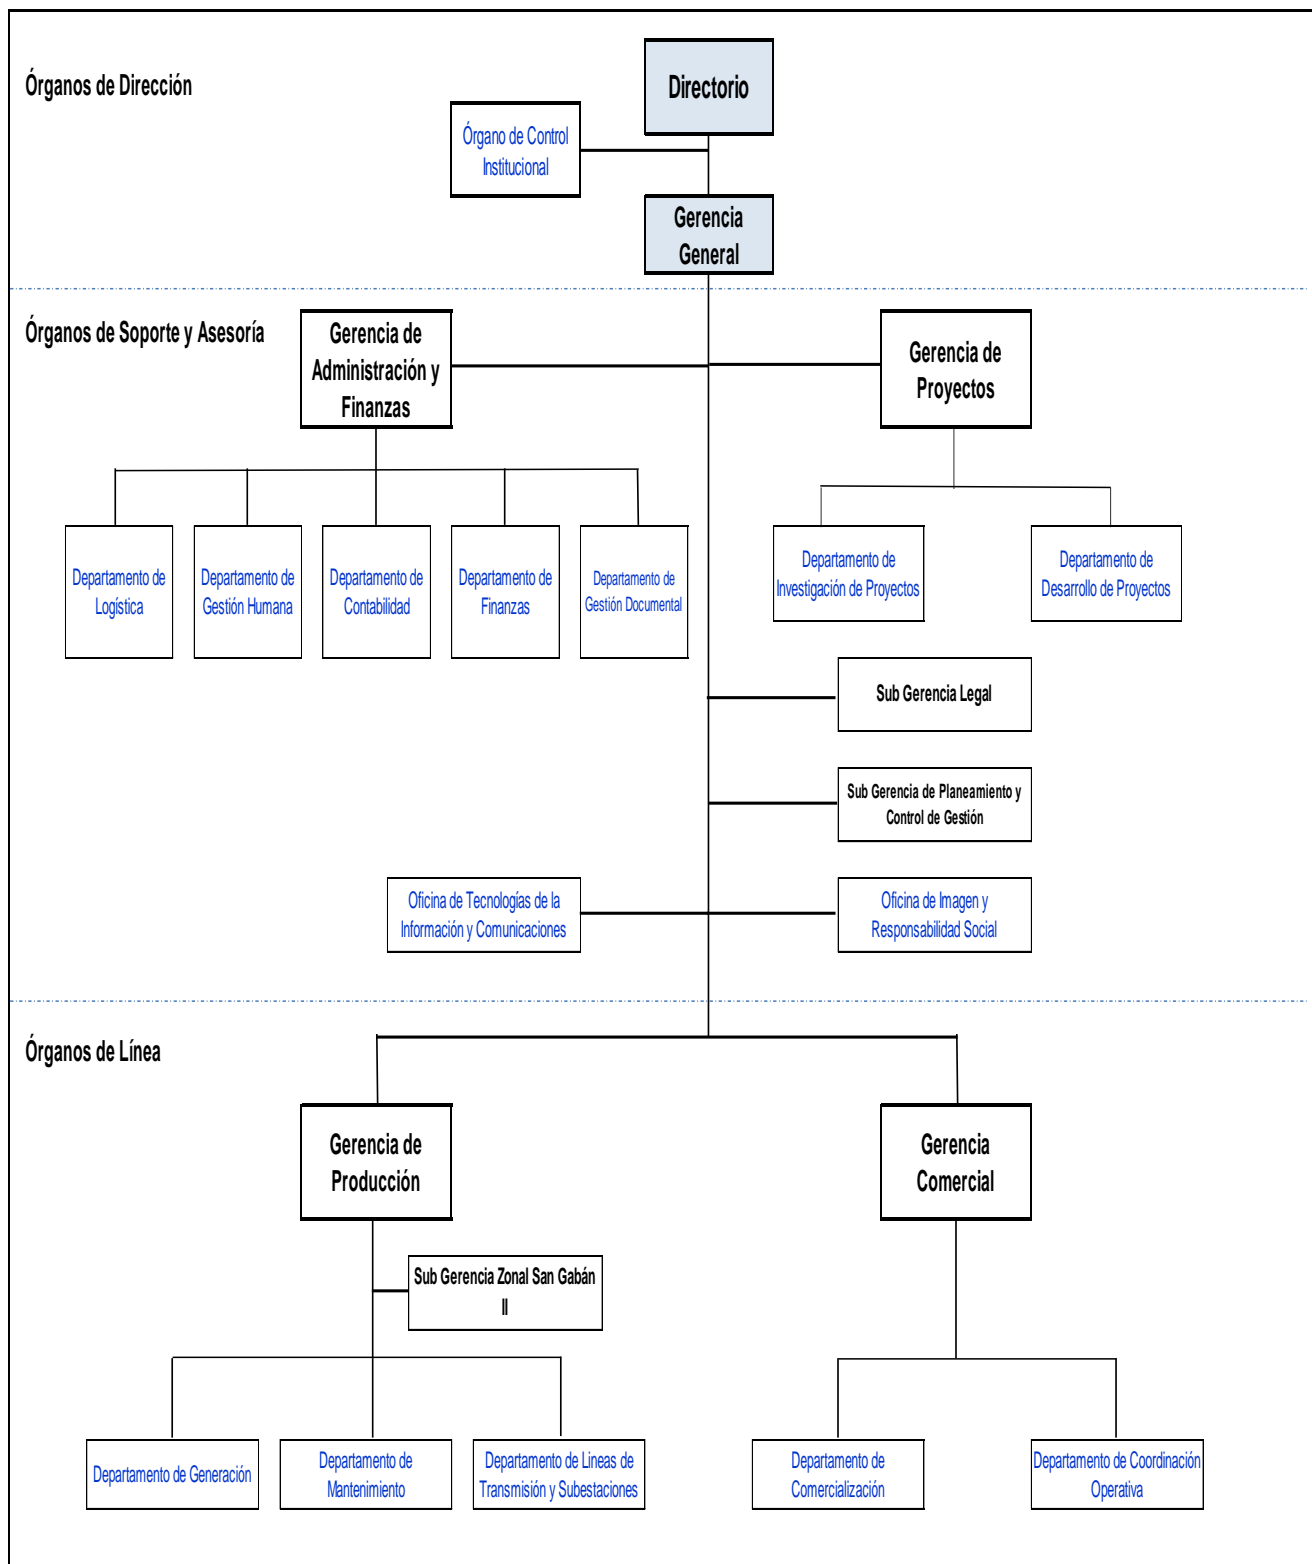 Órganos de Dirección
Directorio
Órgano de Control
Institucional
Gerencia
General
Órganos de Soporte y Asesoría
Gerencia de
Administración y
Finanzas
Gerencia de
Proyectos
Departamento de
Logística
Departamento de
Gestión Humana
Departamento de
Contabilidad
Departamento de
Finanzas
Departamento de
Gestión Documental
Departamento de
Investigación de Proyectos
Departamento de
Desarrollo de Proyectos
Sub Gerencia Legal
Sub Gerencia de Planeamiento y
Control de Gestión
Oficina de Tecnologías de la
Información y Comunicaciones
Oficina de Imagen y
Responsabilidad Social
Órganos de Línea
Gerencia de
Producción
Gerencia
Comercial
Sub Gerencia Zonal San Gabán
II
Departamento de Generación
Departamento de
Mantenimiento
Departamento de Lineas de
Transmisión y Subestaciones
Departamento de
Comercialización
Departamento de Coordinación
Operativa